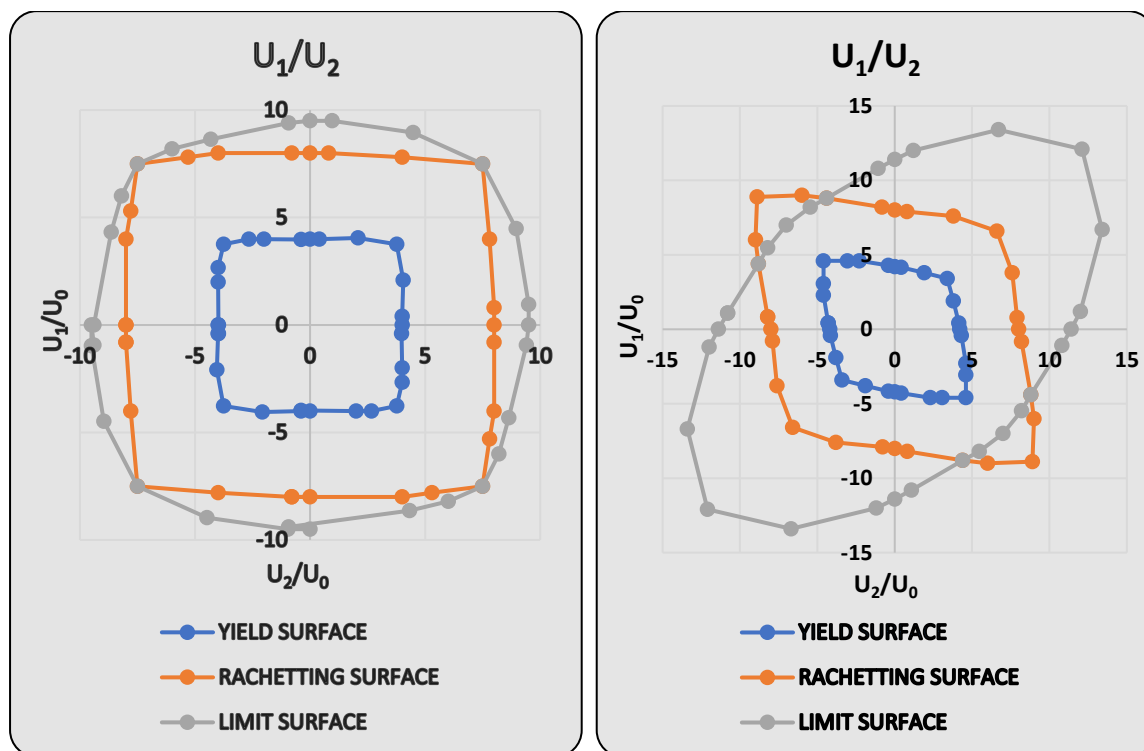 U₁/U₂
10
5
0
-5
-10
-10
-5
0
5
10
U₁/U₀
U₂/U₀
YIELD SURFACE
RACHETTING SURFACE
LIMIT SURFACE
U₁/U₂
15
10
5
0
-5
-10
-15
-15
-10
-5
0
5
10
15
U₁/U₀
U₂/U₀
YIELD SURFACE
RACHETTING SURFACE
LIMIT SURFACE